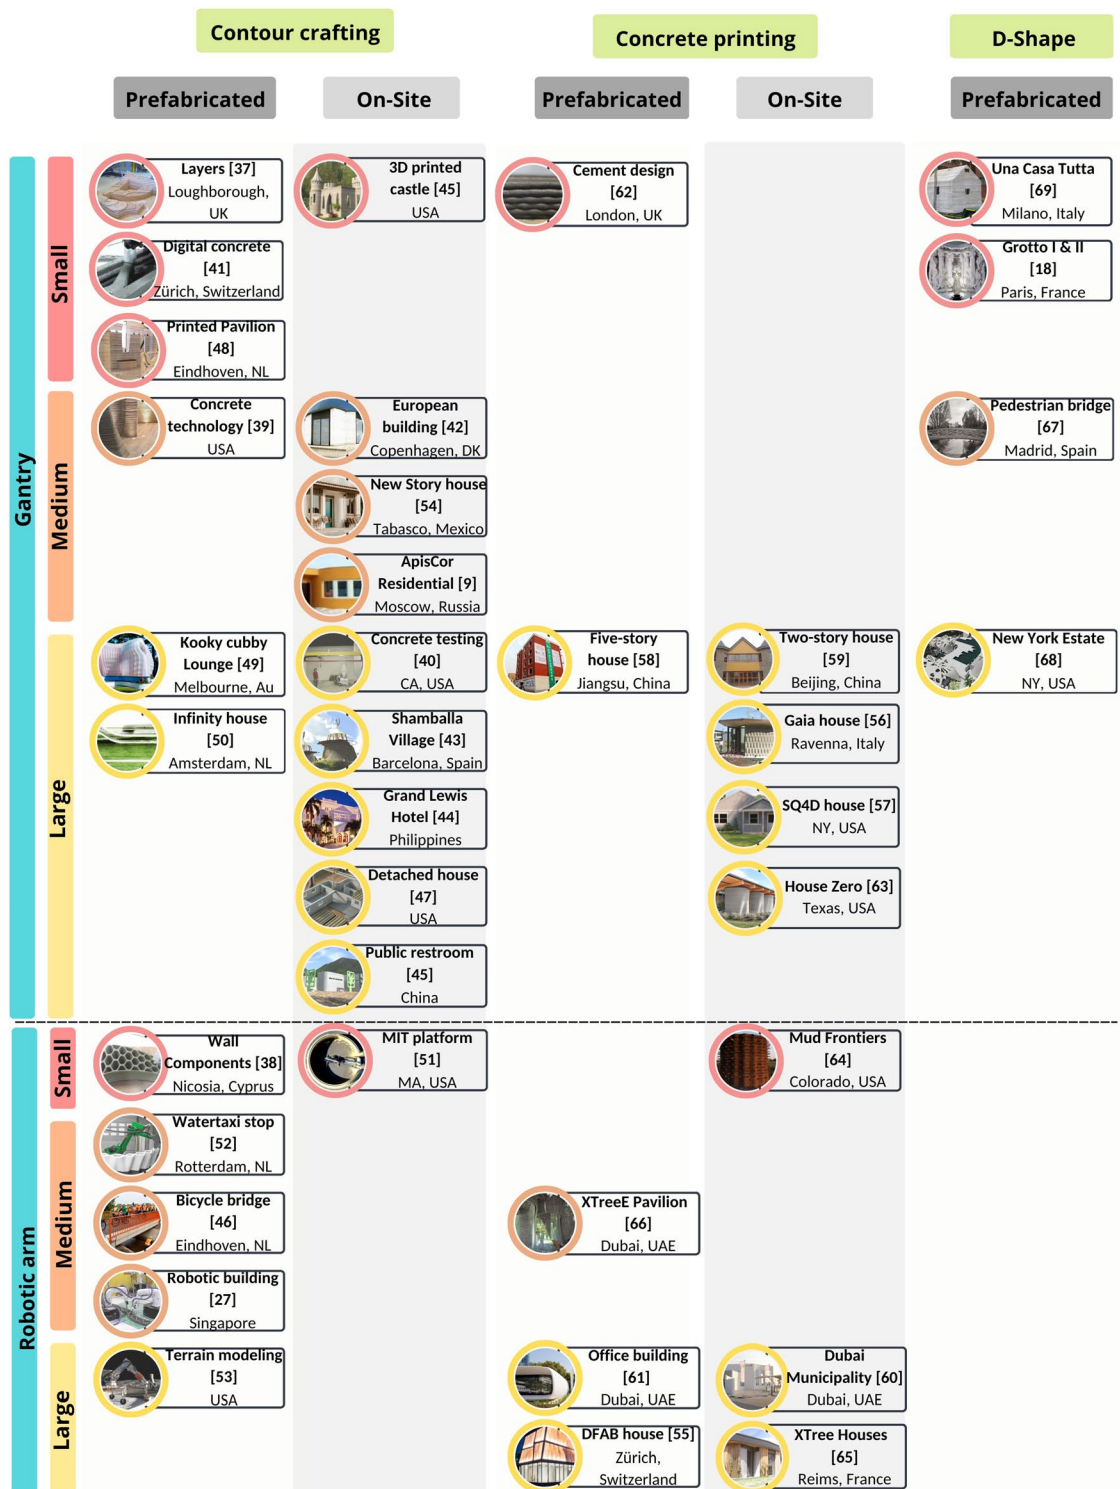 Contour crafting
Concrete printing
D-Shape
Prefabricated
On-Site
Prefabricated
On-Site
Prefabricated
Gantry
Small
Layers [37]
Loughborough,
UK
Digital concrete
[41]
Zürich, Switzerland
Printed Pavilion
[48]
Eindhoven, NL
3D printed
castle [45]
USA
Cement design
[62]
London, UK
Una Casa Tutta
[69]
Milano, Italy
Grotto I & II
[18]
Paris, France
Medium
Concrete
technology [39]
USA
European
building [42]
Copenhagen, DK
New Story house
[54]
Tabasco, Mexico
ApisCor
Residential [9]
Moscow, Russia
Pedestrian bridge
[67]
Madrid, Spain
Large
Kooky cubby
Lounge [49]
Melbourne, Au
Infinity house
[50]
Amsterdam, NL
Concrete testing
[40]
CA, USA
Shamballa
Village [43]
Barcelona, Spain
Grand Lewis
Hotel [44]
Philippines
Detached house
[47]
USA
Public restroom
[45]
China
Five-story
house [58]
Jiangsu, China
Two-story house
[59]
Beijing, China
Gaia house [56]
Ravenna, Italy
SQ4D house [57]
NY, USA
House Zero [63]
Texas, USA
New York Estate
[68]
NY, USA
Robotic arm
Small
Wall
Components [38]
Nicosia, Cyprus
MIT platform
[51]
MA, USA
Mud Frontiers
[64]
Colorado, USA
Medium
Watertaxi stop
[52]
Rotterdam, NL
Bicycle bridge
[46]
Eindhoven, NL
Robotic building
[27]
Singapore
XTreeE Pavilion
[66]
Dubai, UAE
Large
Terrain modeling
[53]
USA
Office building
[61]
Dubai, UAE
DFAB house [55]
Zürich,
Switzerland
Dubai
Municipality [60]
Dubai, UAE
XTree Houses
[65]
Reims, France